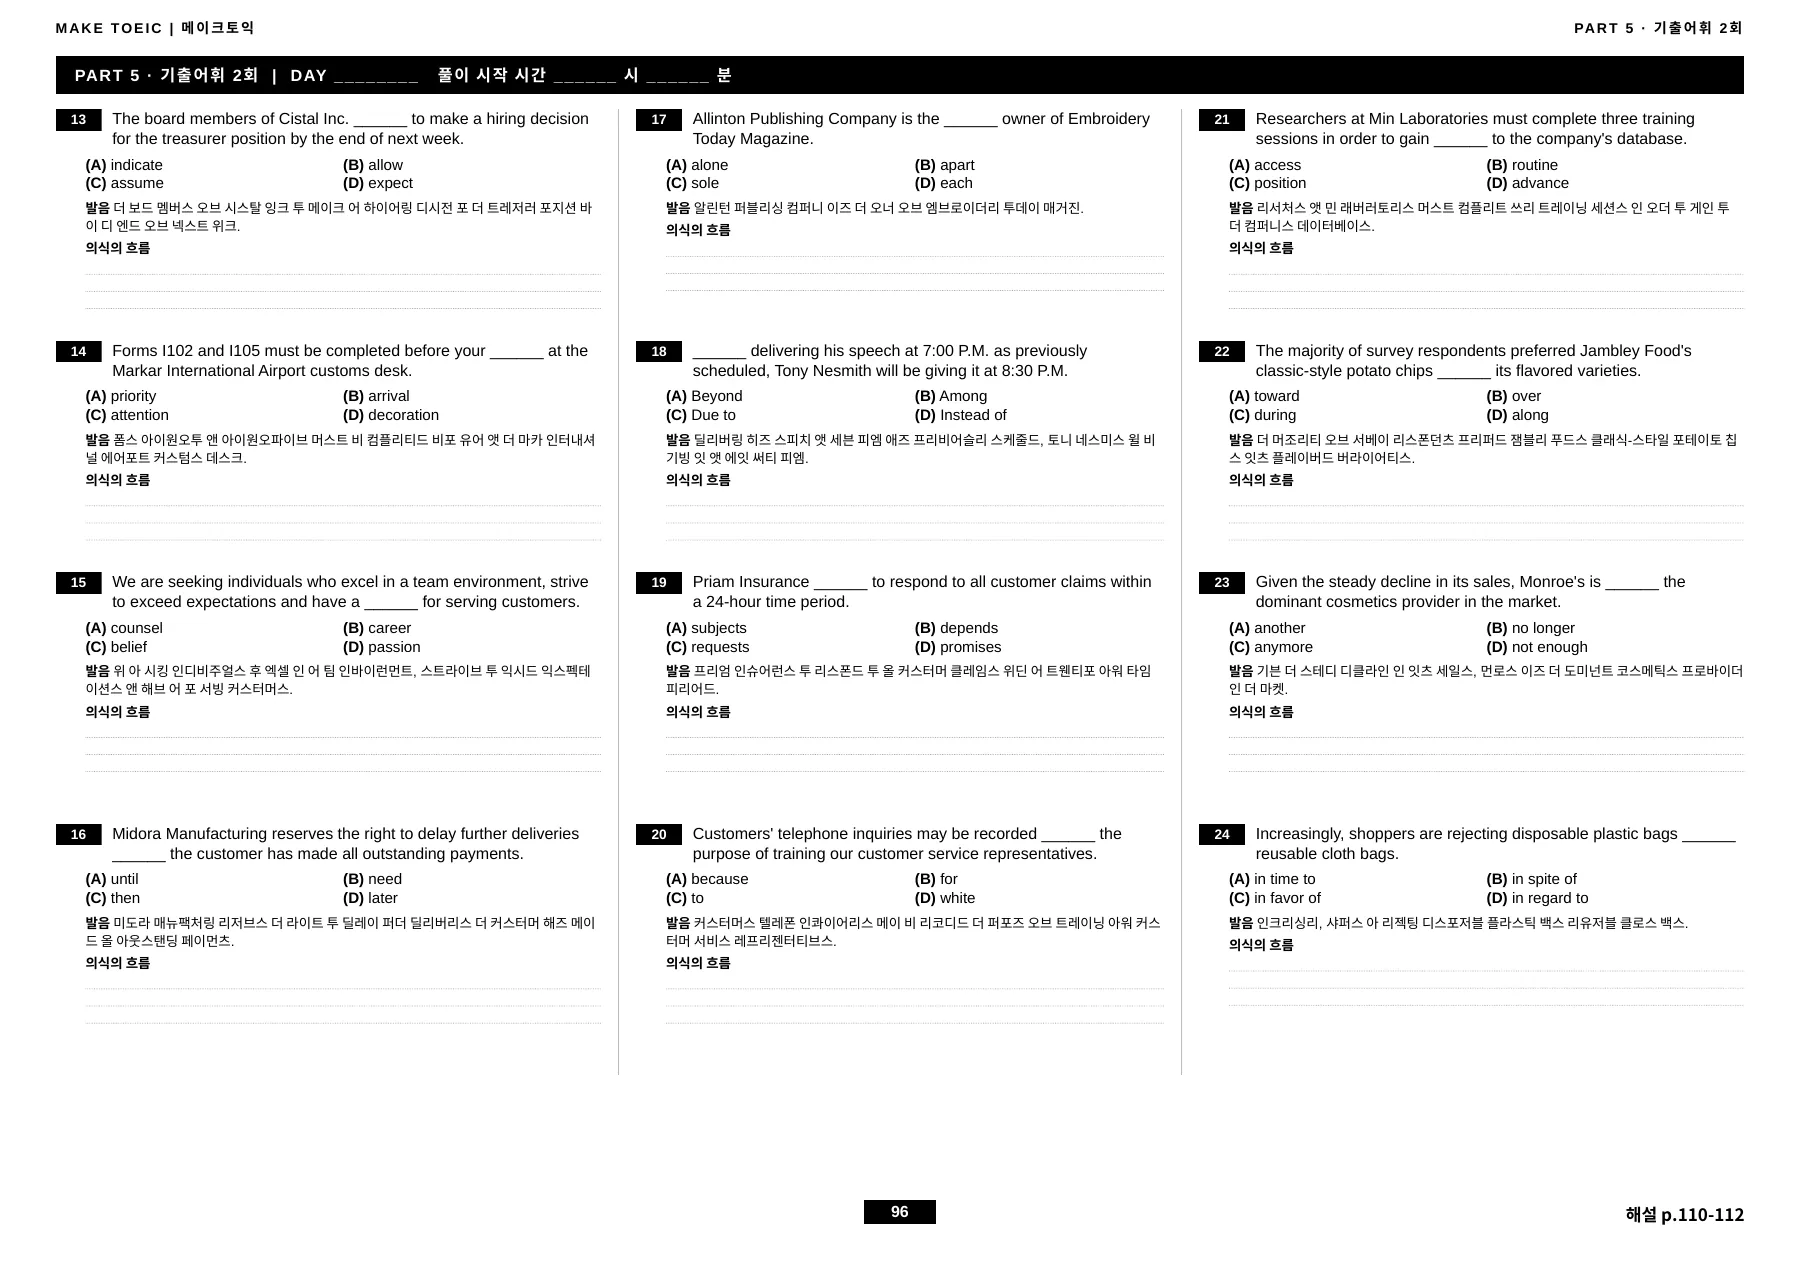 MAKE TOEIC | 메이크토익
PART 5 · 기출어휘 2회
PART 5 · 기출어휘 2회 | DAY ________ 풀이 시작 시간 ______ 시 ______ 분
13 The board members of Cistal Inc. ______ to make a hiring decision
for the treasurer position by the end of next week.
(A) indicate (B) allow
(C) assume (D) expect
발음 더 보드 멤버스 오브 시스탈 잉크 투 메이크 어 하이어링 디시전 포 더 트레저러 포지션 바
이 디 엔드 오브 넥스트 위크.
의식의 흐름
14 Forms I102 and I105 must be completed before your ______ at the
Markar International Airport customs desk.
(A) priority (B) arrival
(C) attention (D) decoration
발음 폼스 아이원오투 앤 아이원오파이브 머스트 비 컴플리티드 비포 유어 앳 더 마카 인터내셔
널 에어포트 커스텀스 데스크.
의식의 흐름
15 We are seeking individuals who excel in a team environment, strive
to exceed expectations and have a ______ for serving customers.
(A) counsel (B) career
(C) belief (D) passion
발음 위 아 시킹 인디비주얼스 후 엑셀 인 어 팀 인바이런먼트, 스트라이브 투 익시드 익스펙테
이션스 앤 해브 어 포 서빙 커스터머스.
의식의 흐름
16 Midora Manufacturing reserves the right to delay further deliveries
______ the customer has made all outstanding payments.
(A) until (B) need
(C) then (D) later
발음 미도라 매뉴팩처링 리저브스 더 라이트 투 딜레이 퍼더 딜리버리스 더 커스터머 해즈 메이
드 올 아웃스탠딩 페이먼츠.
의식의 흐름
17 Allinton Publishing Company is the ______ owner of Embroidery
Today Magazine.
(A) alone (B) apart
(C) sole (D) each
발음 알린턴 퍼블리싱 컴퍼니 이즈 더 오너 오브 엠브로이더리 투데이 매거진.
의식의 흐름
18 ______ delivering his speech at 7:00 P.M. as previously
scheduled, Tony Nesmith will be giving it at 8:30 P.M.
(A) Beyond (B) Among
(C) Due to (D) Instead of
발음 딜리버링 히즈 스피치 앳 세븐 피엠 애즈 프리비어슬리 스케줄드, 토니 네스미스 윌 비
기빙 잇 앳 에잇 써티 피엠.
의식의 흐름
19 Priam Insurance ______ to respond to all customer claims within
a 24-hour time period.
(A) subjects (B) depends
(C) requests (D) promises
발음 프리엄 인슈어런스 투 리스폰드 투 올 커스터머 클레임스 위딘 어 트웬티포 아워 타임
피리어드.
의식의 흐름
20 Customers' telephone inquiries may be recorded ______ the
purpose of training our customer service representatives.
(A) because (B) for
(C) to (D) white
발음 커스터머스 텔레폰 인콰이어리스 메이 비 리코디드 더 퍼포즈 오브 트레이닝 아워 커스
터머 서비스 레프리젠터티브스.
의식의 흐름
21 Researchers at Min Laboratories must complete three training
sessions in order to gain ______ to the company's database.
(A) access (B) routine
(C) position (D) advance
발음 리서처스 앳 민 래버러토리스 머스트 컴플리트 쓰리 트레이닝 세션스 인 오더 투 게인 투
더 컴퍼니스 데이터베이스.
의식의 흐름
22 The majority of survey respondents preferred Jambley Food's
classic-style potato chips ______ its flavored varieties.
(A) toward (B) over
(C) during (D) along
발음 더 머조리티 오브 서베이 리스폰던츠 프리퍼드 잼블리 푸드스 클래식-스타일 포테이토 칩
스 잇츠 플레이버드 버라이어티스.
의식의 흐름
23 Given the steady decline in its sales, Monroe's is ______ the
dominant cosmetics provider in the market.
(A) another (B) no longer
(C) anymore (D) not enough
발음 기븐 더 스테디 디클라인 인 잇츠 세일스, 먼로스 이즈 더 도미넌트 코스메틱스 프로바이더
인 더 마켓.
의식의 흐름
24 Increasingly, shoppers are rejecting disposable plastic bags ______
reusable cloth bags.
(A) in time to (B) in spite of
(C) in favor of (D) in regard to
발음 인크리싱리, 샤퍼스 아 리젝팅 디스포저블 플라스틱 백스 리유저블 클로스 백스.
의식의 흐름
96
해설 p.110-112